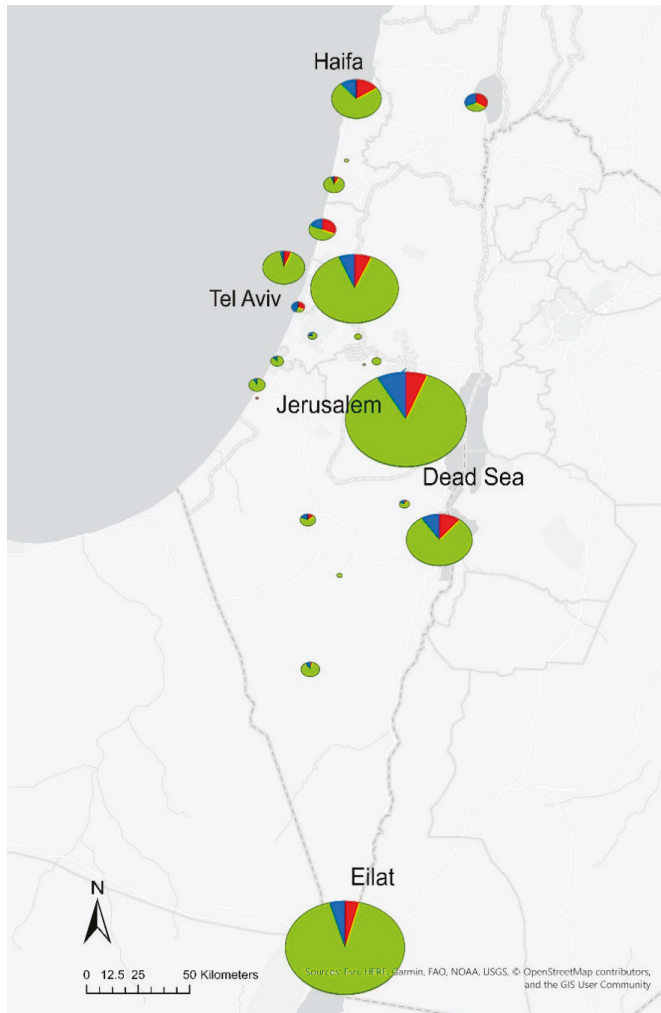 Haifa
Tel Aviv
Jerusalem
Dead Sea
Eilat
N
0 12.5 25 50 Kilometers
Sources: Esri, HERE, Garmin, FAO, NOAA, USGS, © OpenStreetMap contributors,
and the GIS User Community